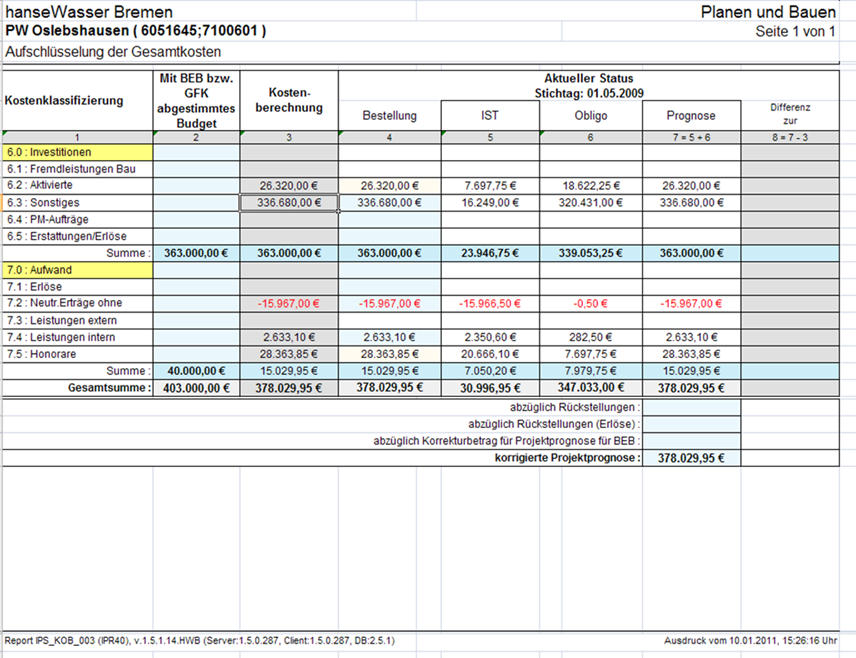 hanseWasser Bremen Planen und Bauen
PW Oslebshausen ( 6051645;7100601 ) Seite 1 von 1
Aufschlüsselung der Gesamtkosten
Kostenklassifizierung Mit BEB bzw. GFK abgestimmtes Budget Kosten- berechnung Aktueller Status Stichtag: 01.05.2009
Bestellung IST Obligo Prognose Differenz zur
1 2 3 4 5 6 7 = 5 + 6 8 = 7 - 3
6.0 : Investitionen
6.1 : Fremdleistungen Bau
6.2 : Aktivierte 26.320,00 € 26.320,00 € 7.697,75 € 18.622,25 € 26.320,00 €
6.3 : Sonstiges 336.680,00 € 336.680,00 € 16.249,00 € 320.431,00 € 336.680,00 €
6.4 : PM-Aufträge
6.5 : Erstattungen/Erlöse
Summe : 363.000,00 € 363.000,00 € 363.000,00 € 23.946,75 € 339.053,25 € 363.000,00 €
7.0 : Aufwand
7.1 : Erlöse
7.2 : Neutr.Erträge ohne -15.967,00 € -15.967,00 € -15.966,50 € -0,50 € -15.967,00 €
7.3 : Leistungen extern
7.4 : Leistungen intern 2.633,10 € 2.633,10 € 2.350,60 € 282,50 € 2.633,10 €
7.5 : Honorare 28.363,85 € 28.363,85 € 20.666,10 € 7.697,75 € 28.363,85 €
Summe : 40.000,00 € 15.029,95 € 15.029,95 € 7.050,20 € 7.979,75 € 15.029,95 €
Gesamtsumme : 403.000,00 € 378.029,95 € 378.029,95 € 30.996,95 € 347.033,00 € 378.029,95 €
abzüglich Rückstellungen :
abzüglich Rückstellungen (Erlöse) :
abzüglich Korrekturbetrag für Projektprognose für BEB :
korrigierte Projektprognose : 378.029,95 €
Report IPS_KOB_003 (IPR40), v.1.5.1.14.HWB (Server:1.5.0.287, Client:1.5.0.287, DB:2.5.1) Ausdruck vom 10.01.2011, 15:26:16 Uhr